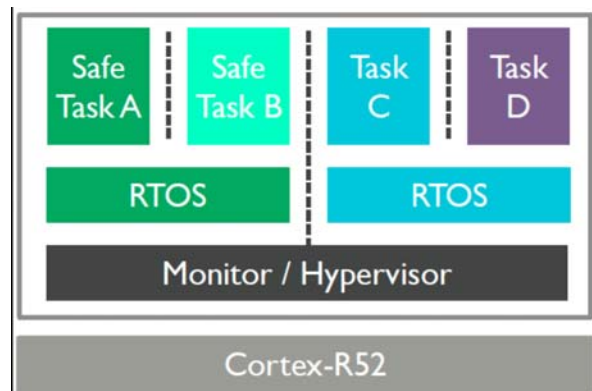 Safe
Task A
Safe
Task B
Task
C
Task
D
RTOS
RTOS
Monitor / Hypervisor
Cortex-R52